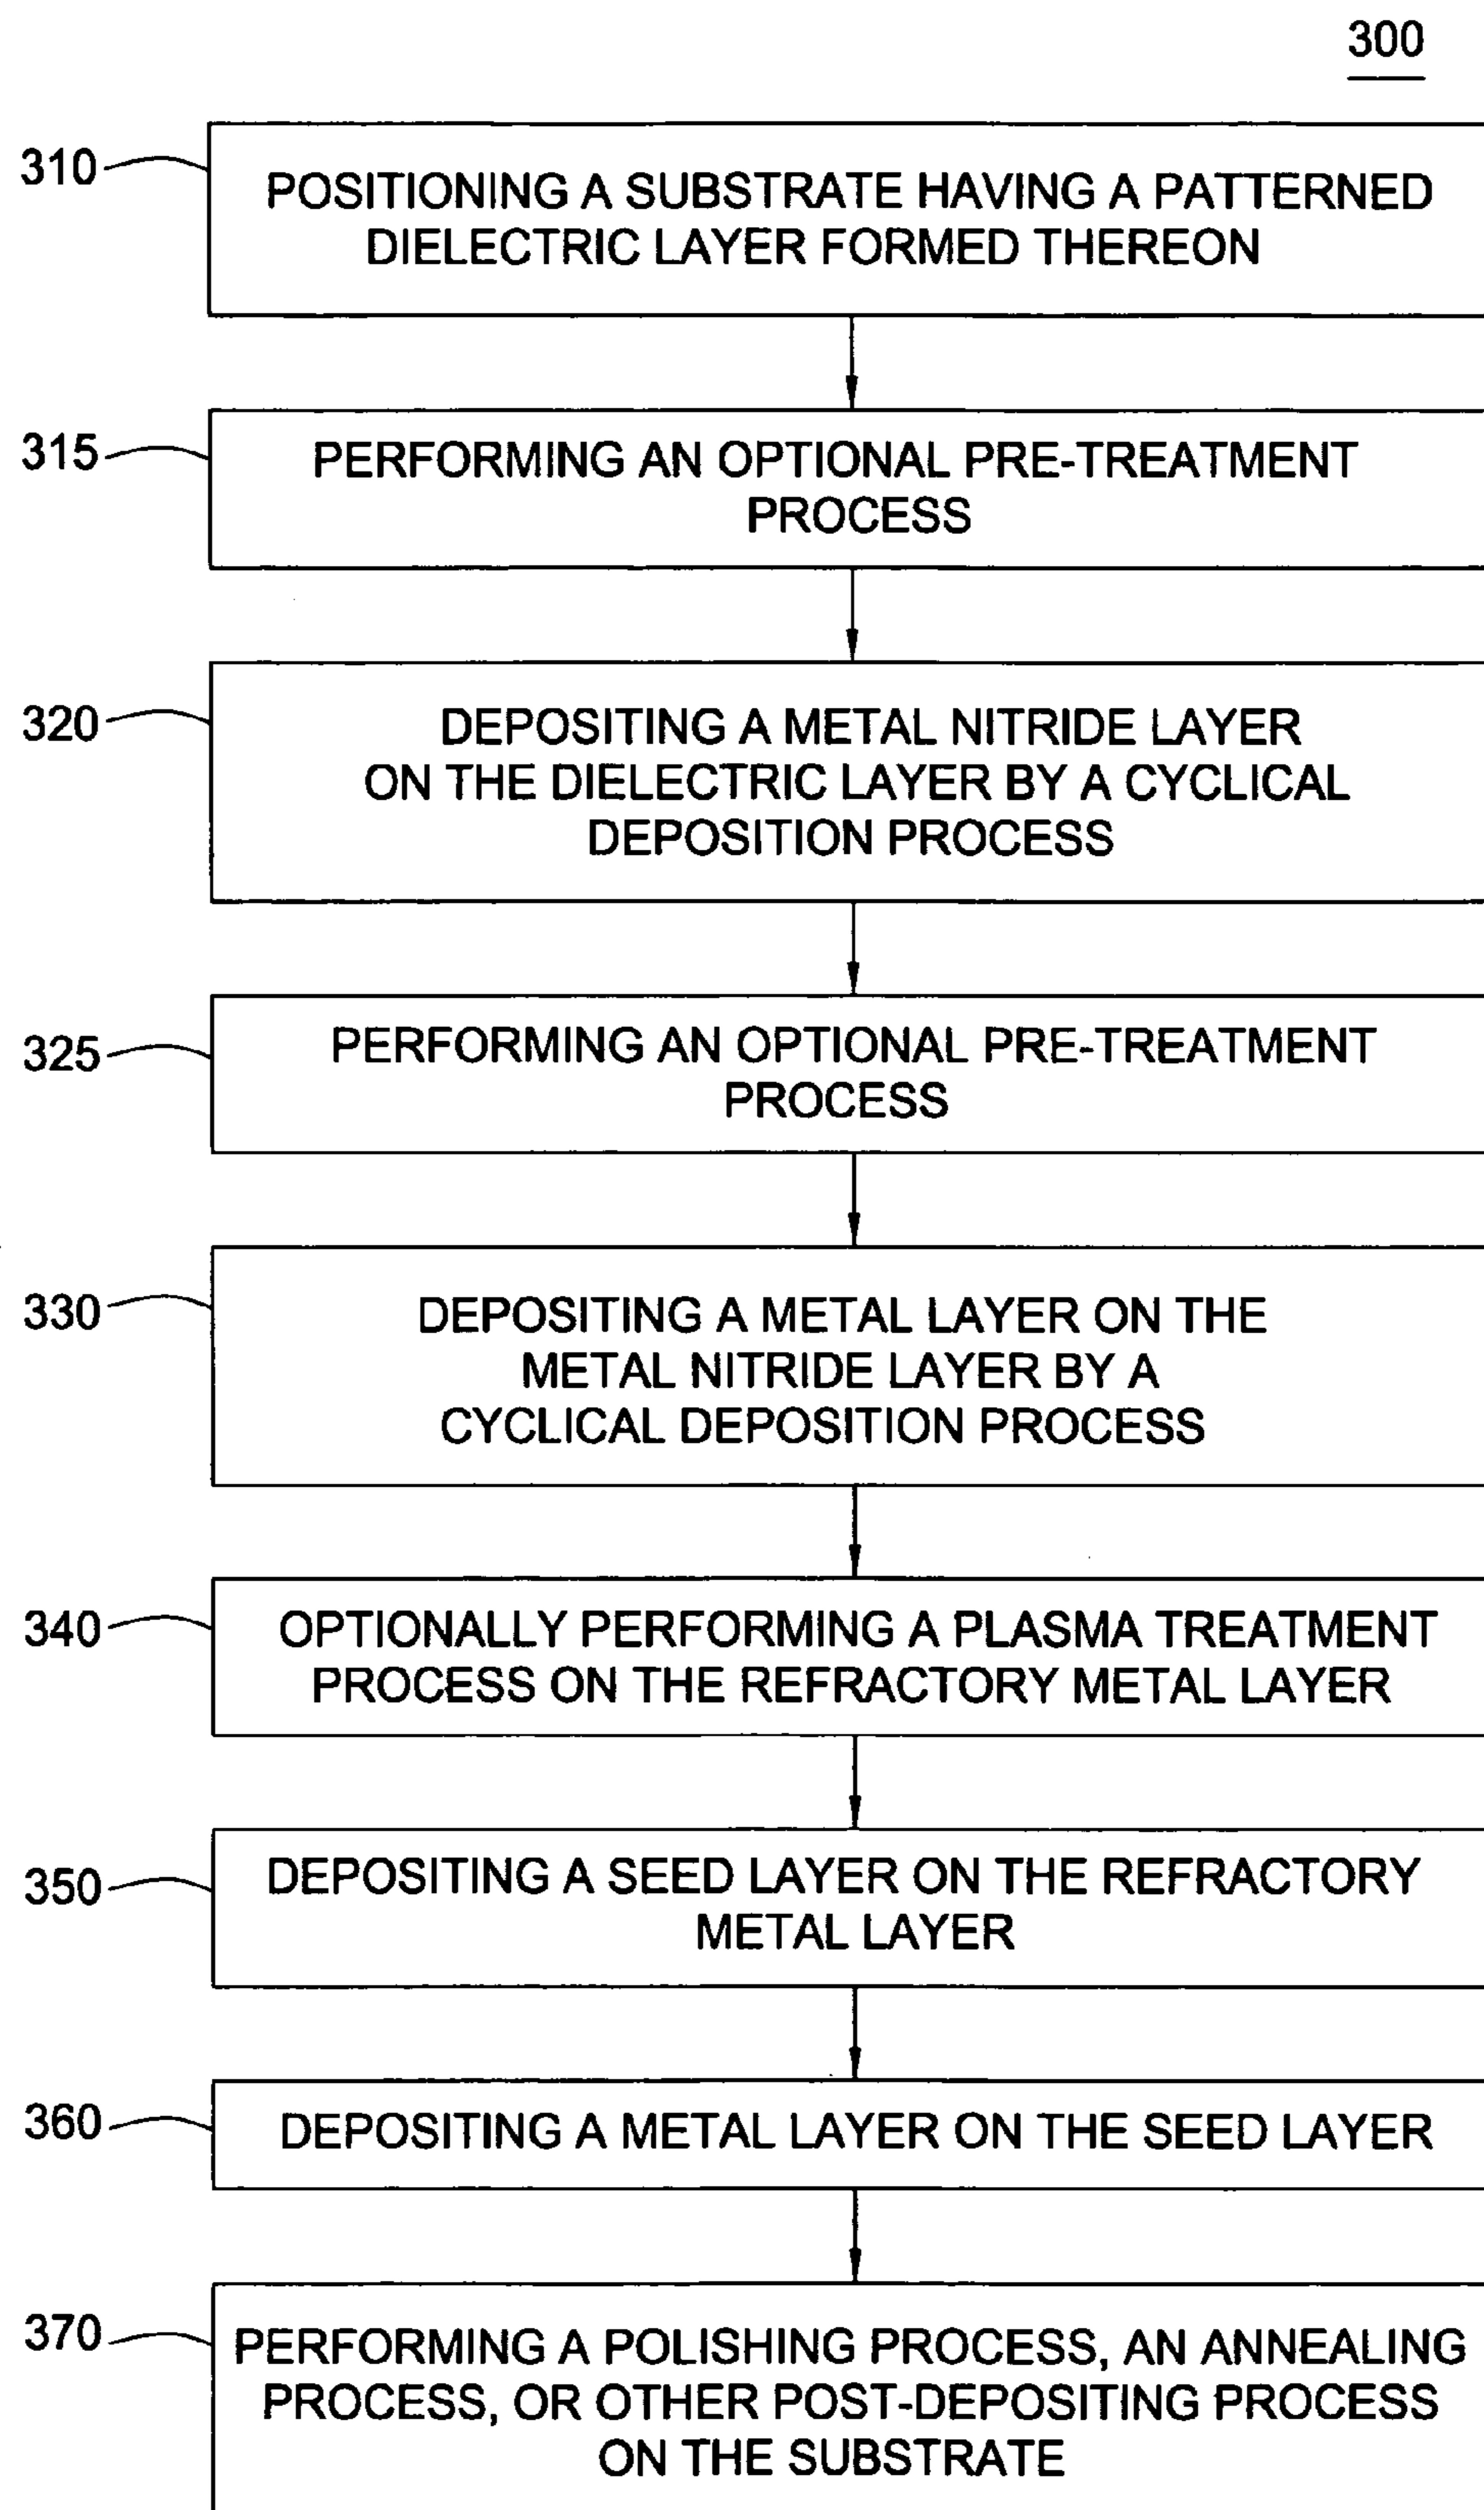 300
310
POSITIONING A SUBSTRATE HAVING A PATTERNED
DIELECTRIC LAYER FORMED THEREON
315
PERFORMING AN OPTIONAL PRE-TREATMENT
PROCESS
320
DEPOSITING A METAL NITRIDE LAYER
ON THE DIELECTRIC LAYER BY A CYCLICAL
DEPOSITION PROCESS
325
PERFORMING AN OPTIONAL PRE-TREATMENT
PROCESS
330
DEPOSITING A METAL LAYER ON THE
METAL NITRIDE LAYER BY A
CYCLICAL DEPOSITION PROCESS
340
OPTIONALLY PERFORMING A PLASMA TREATMENT
PROCESS ON THE REFRACTORY METAL LAYER
350
DEPOSITING A SEED LAYER ON THE REFRACTORY
METAL LAYER
360
DEPOSITING A METAL LAYER ON THE SEED LAYER
370
PERFORMING A POLISHING PROCESS, AN ANNEALING
PROCESS, OR OTHER POST-DEPOSITING PROCESS
ON THE SUBSTRATE